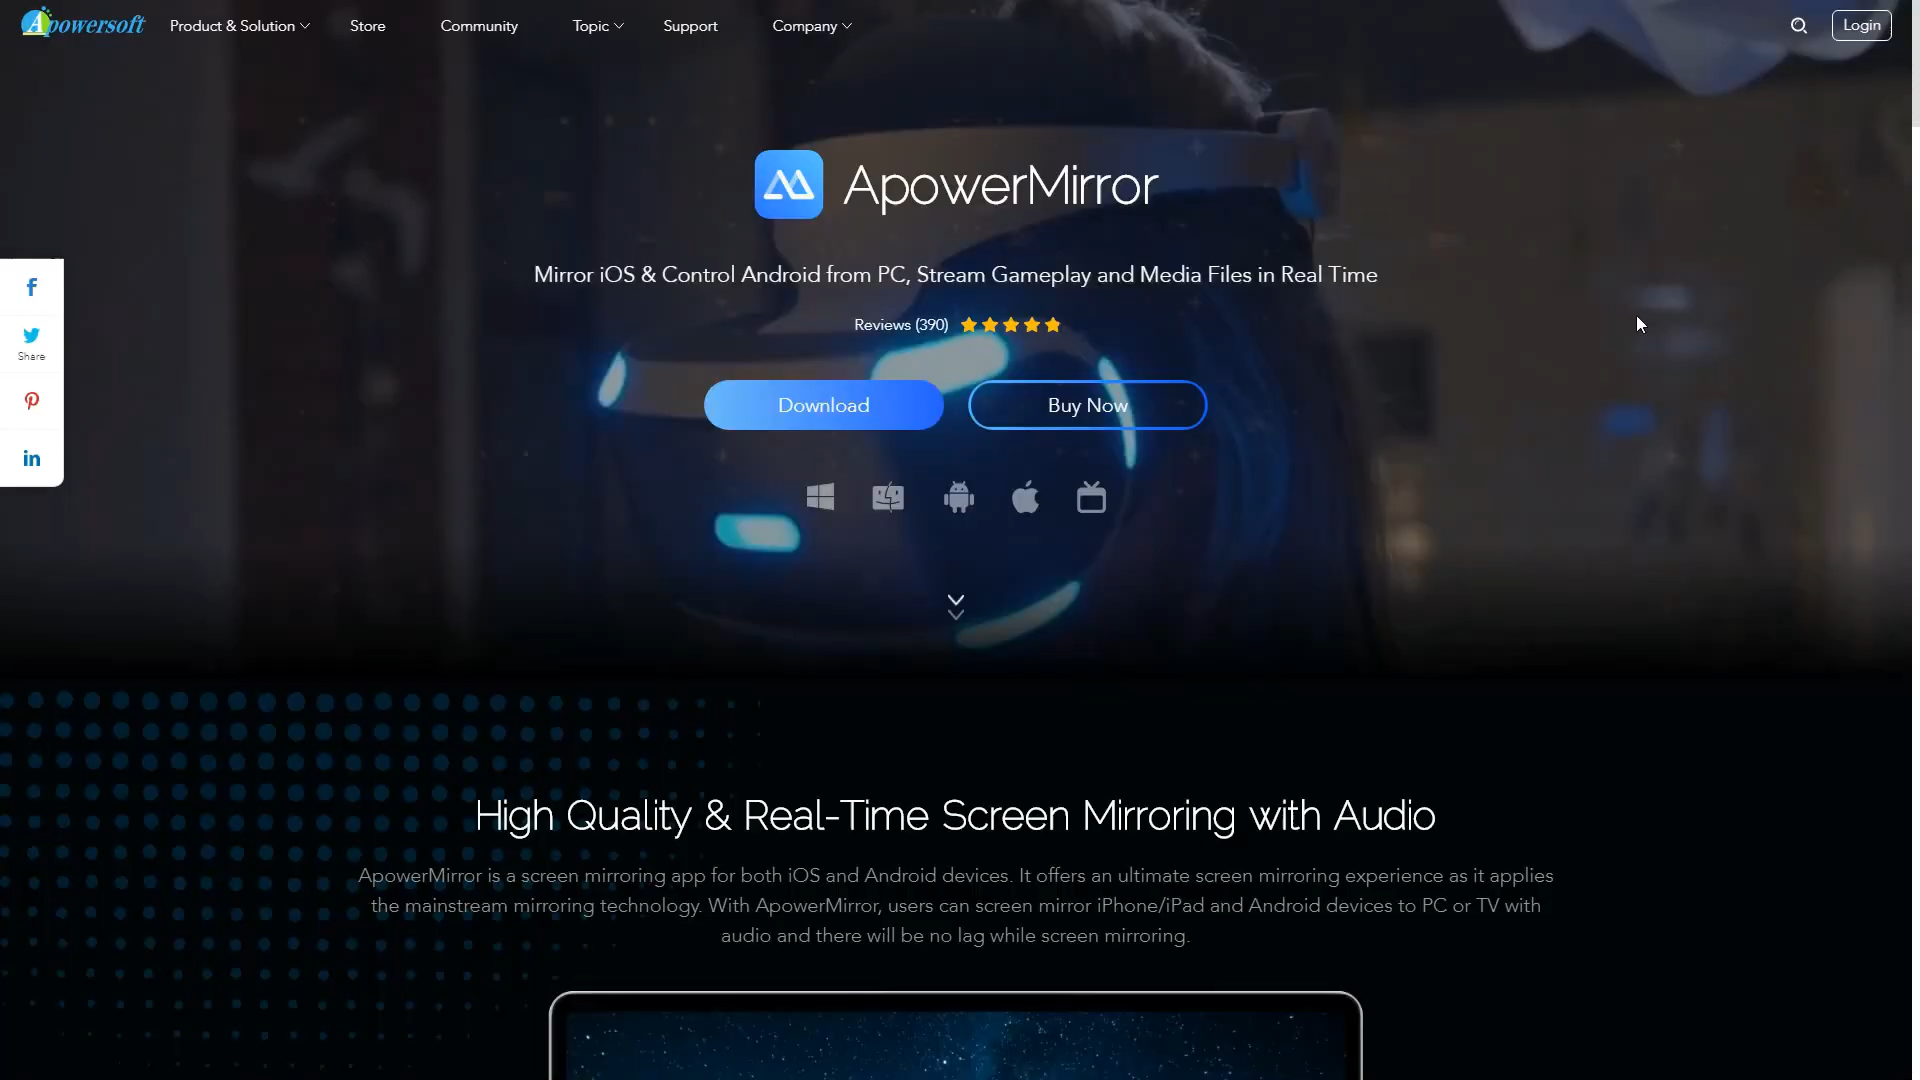 Apowersoft
Product & Solution
Store
Community
Topic
Support
Company
Login
ApowerMirror
Mirror iOS & Control Android from PC, Stream Gameplay and Media Files in Real Time
Reviews (390)
Share
Download
Buy Now
High Quality & Real-Time Screen Mirroring with Audio
ApowerMirror is a screen mirroring app for both iOS and Android devices. It offers an ultimate screen mirroring experience as it applies
the mainstream mirroring technology. With ApowerMirror, users can screen mirror iPhone/iPad and Android devices to PC or TV with
audio and there will be no lag while screen mirroring.